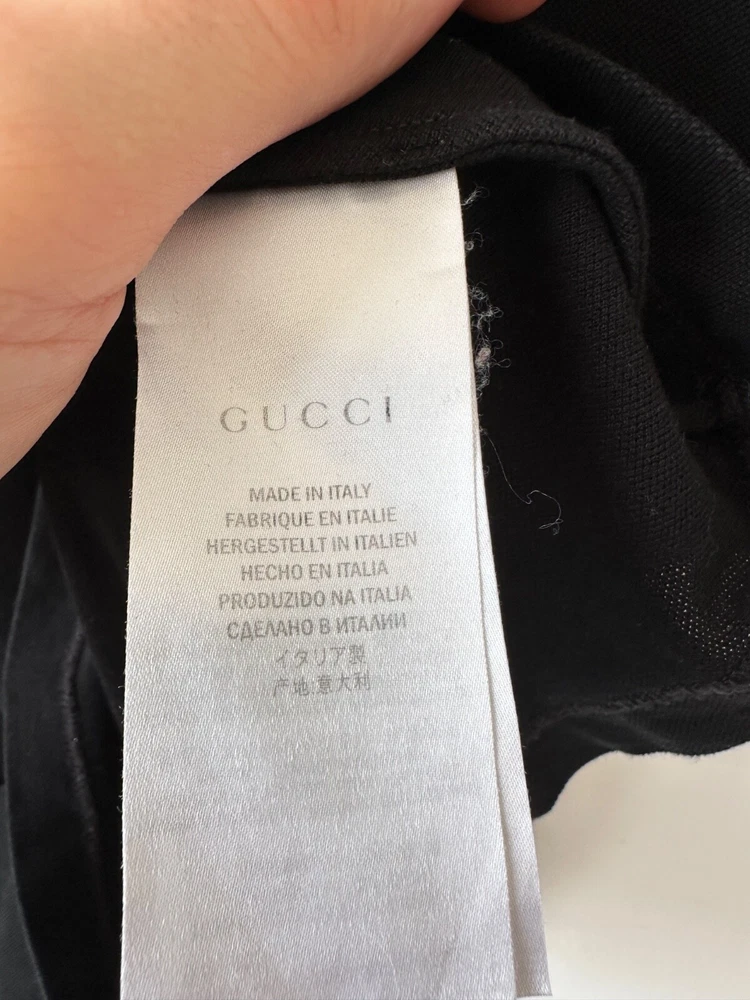 GUCCI
MADE IN ITALY
FABRIQUE EN ITALIE
HERGESTELLT IN ITALIEN
HECHO EN ITALIA
PRODUZIDO NA ITALIA
СДЕЛАНО В ИТАЛИИ
イタリア製
产地:意大利